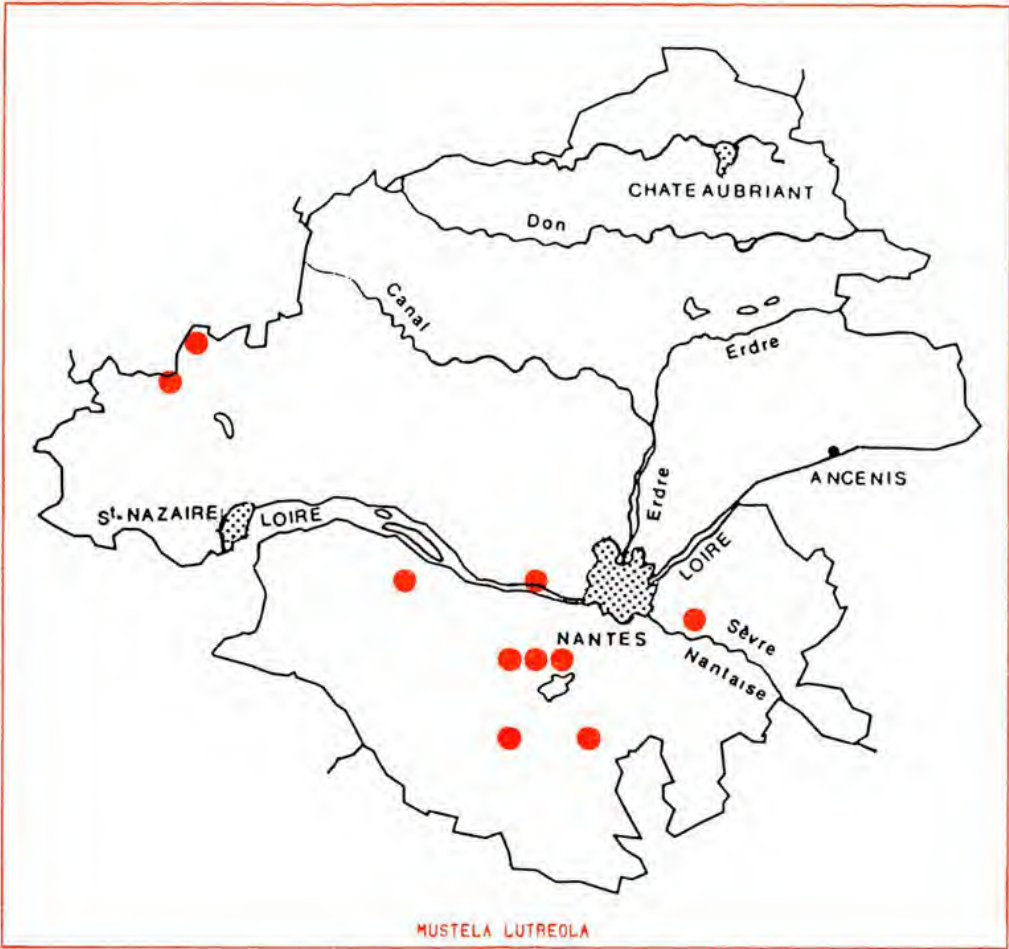 CHATEAUBRIANT
Don
Canal
Erdre
ANCENIS
Erdre
St-NAZAIRE
LOIRE
LOIRE
NANTES
Sèvre
Nantaise
MUSTELA LUTREOLA